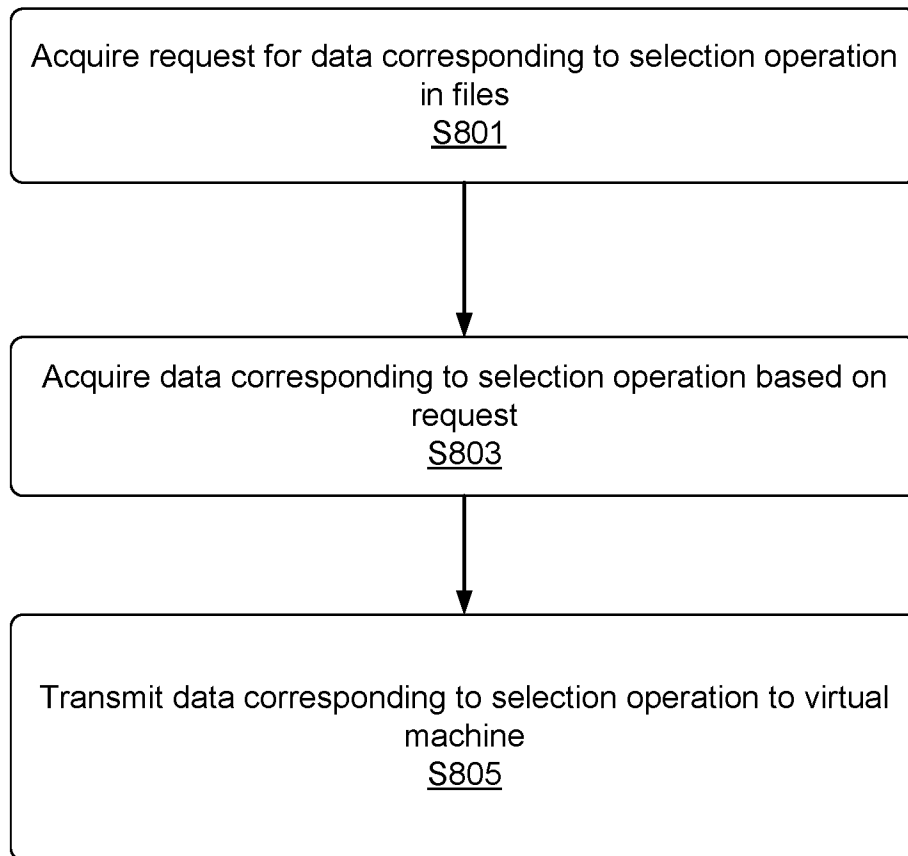 Acquire request for data corresponding to selection operation
in files
S801
Acquire data corresponding to selection operation based on
request
S803
Transmit data corresponding to selection operation to virtual
machine
S805